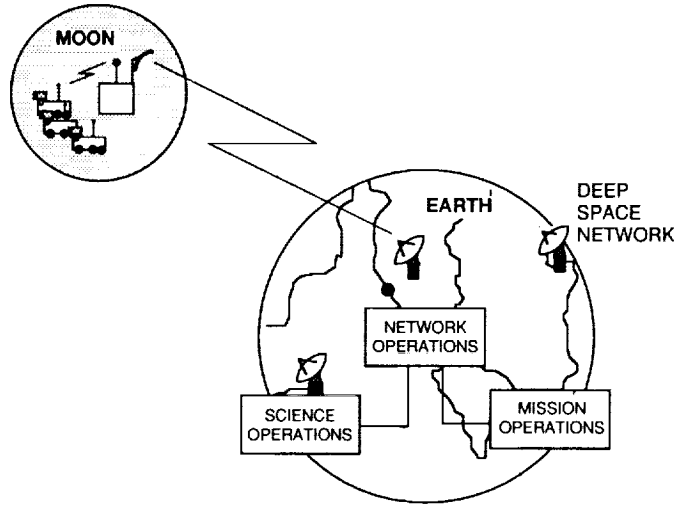 MOON
EARTH
DEEP
SPACE
NETWORK
NETWORK
OPERATIONS
SCIENCE
OPERATIONS
MISSION
OPERATIONS